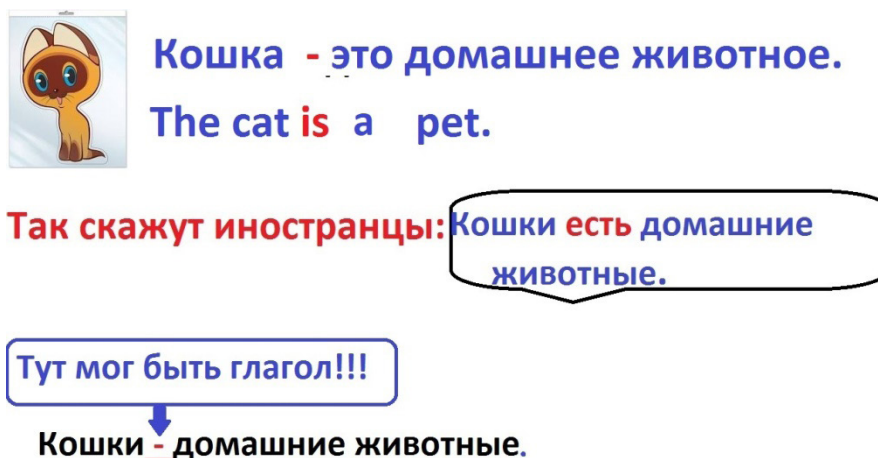 Кошка - это домашнее животное.
The cat is a pet.
Так скажут иностранцы: Кошки есть домашние
животные.
Тут мог быть глагол!!!
Кошки - домашние животные.